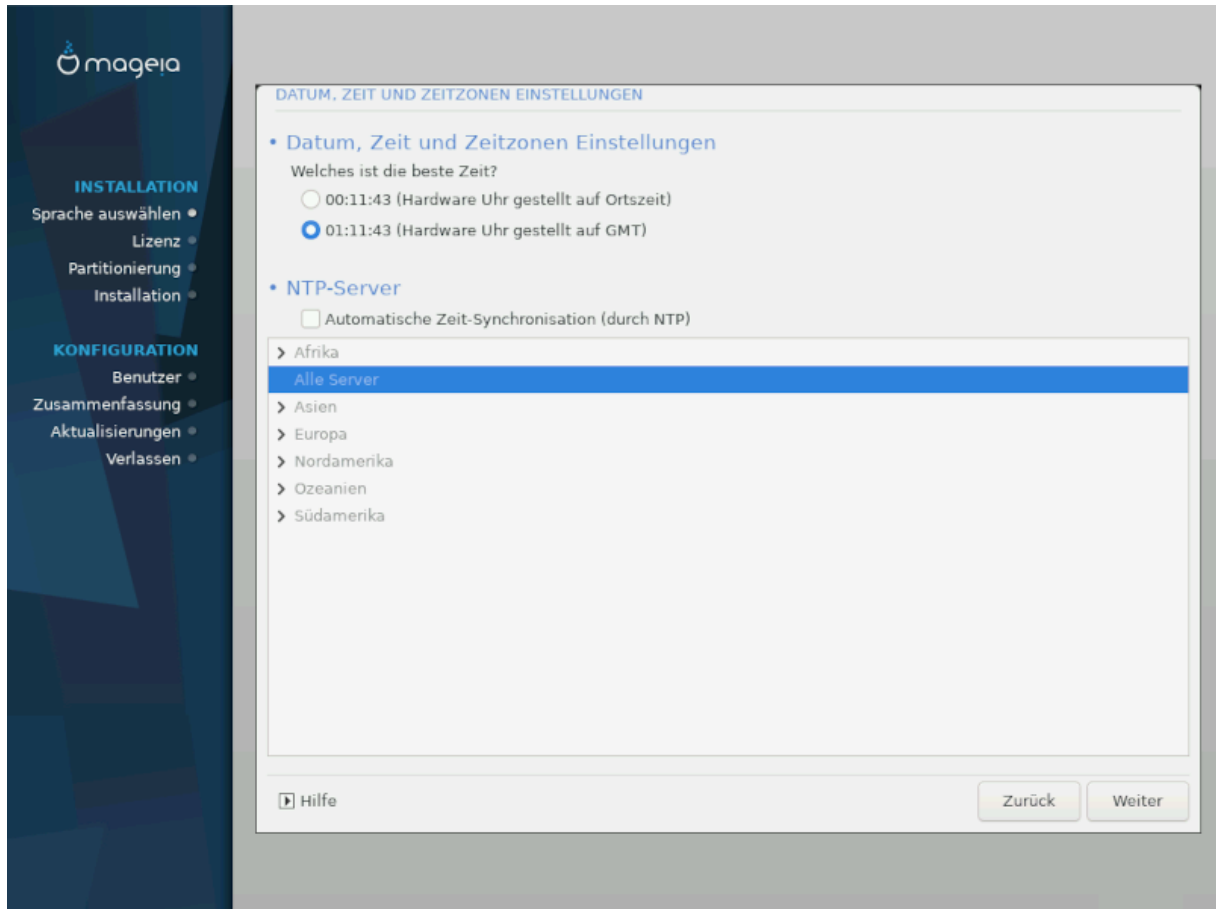 mageia
INSTALLATION
Sprache auswählen
Lizenz
Partitionierung
Installation
KONFIGURATION
Benutzer
Zusammenfassung
Aktualisierungen
Verlassen
DATUM, ZEIT UND ZEITZONEN EINSTELLUNGEN
• Datum, Zeit und Zeitzonen Einstellungen
Welches ist die beste Zeit?
00:11:43 (Hardware Uhr gestellt auf Ortszeit)
01:11:43 (Hardware Uhr gestellt auf GMT)
• NTP-Server
Automatische Zeit-Synchronisation (durch NTP)
Afrika
Alle Server
Asien
Europa
Nordamerika
Ozeanien
Südamerika
Hilfe
Zurück
Weiter